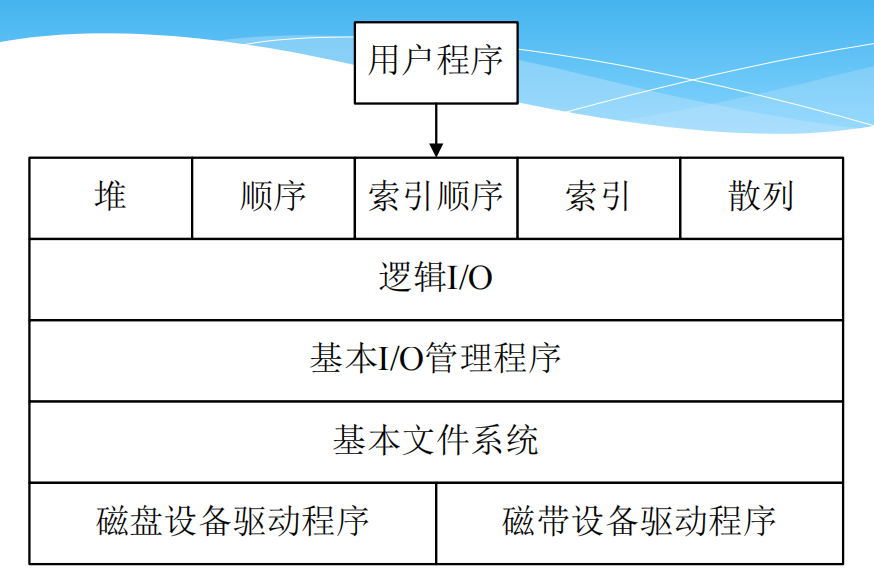 用户程序
堆 顺序 索引顺序 索引 散列
逻辑I/O
基本I/O管理程序
基本文件系统
磁盘设备驱动程序 磁带设备驱动程序